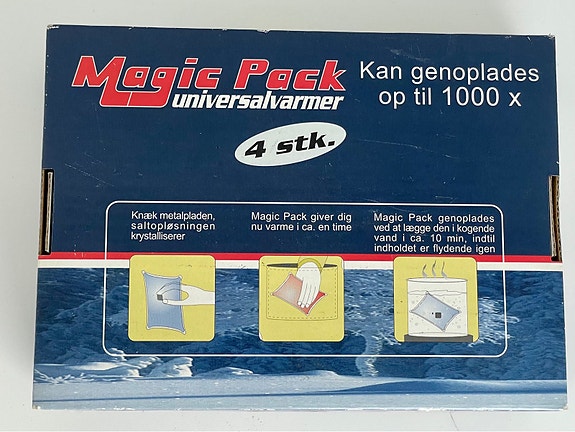 Magic Pack
universalvarmer
Kan genoplades
op til 1000 x
4 stk.
Knæk metalpladen,
saltopløsningen
krystalliserer
Magic Pack giver dig
nu varme i ca. en time
Magic Pack genoplades
ved at lægge den i kogende
vand i ca. 10 min, indtil
indholdet er flydende igen